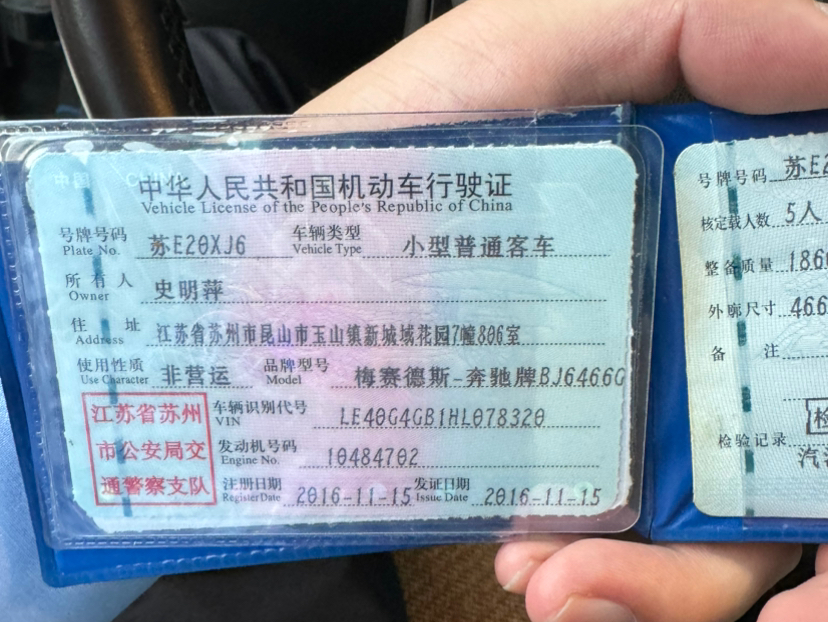 中华人民共和国机动车行驶证
Vehicle License of the People's Republic of China
号牌号码 苏E20XJ6 车辆类型 小型普通客车
Plate No. Vehicle Type
所有人 史明萍
Owner
住址 江苏省苏州市昆山市玉山镇新城域花园7幢806室
Address
使用性质 非营运 品牌型号 梅赛德斯-奔驰牌BJ6466G
Use Character Model
江苏省苏州
市公安局交
通警察支队
车辆识别代号 LE40G4GB1HL078320
VIN
发动机号码 10484702
Engine No.
注册日期 2016-11-15 发证日期 2016-11-15
Register Date Issue Date
号牌号码 苏E2
核定载人数 5人
整备质量 186
外廓尺寸 466
备注
检验记录
检
汽